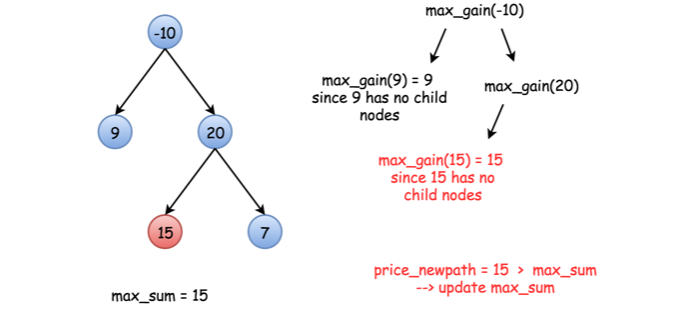 -10
9
20
15
7
max_sum = 15
max_gain(-10)
max_gain(9) = 9
since 9 has no child
nodes
max_gain(20)
max_gain(15) = 15
since 15 has no
child nodes
price_newpath = 15 > max_sum
--> update max_sum